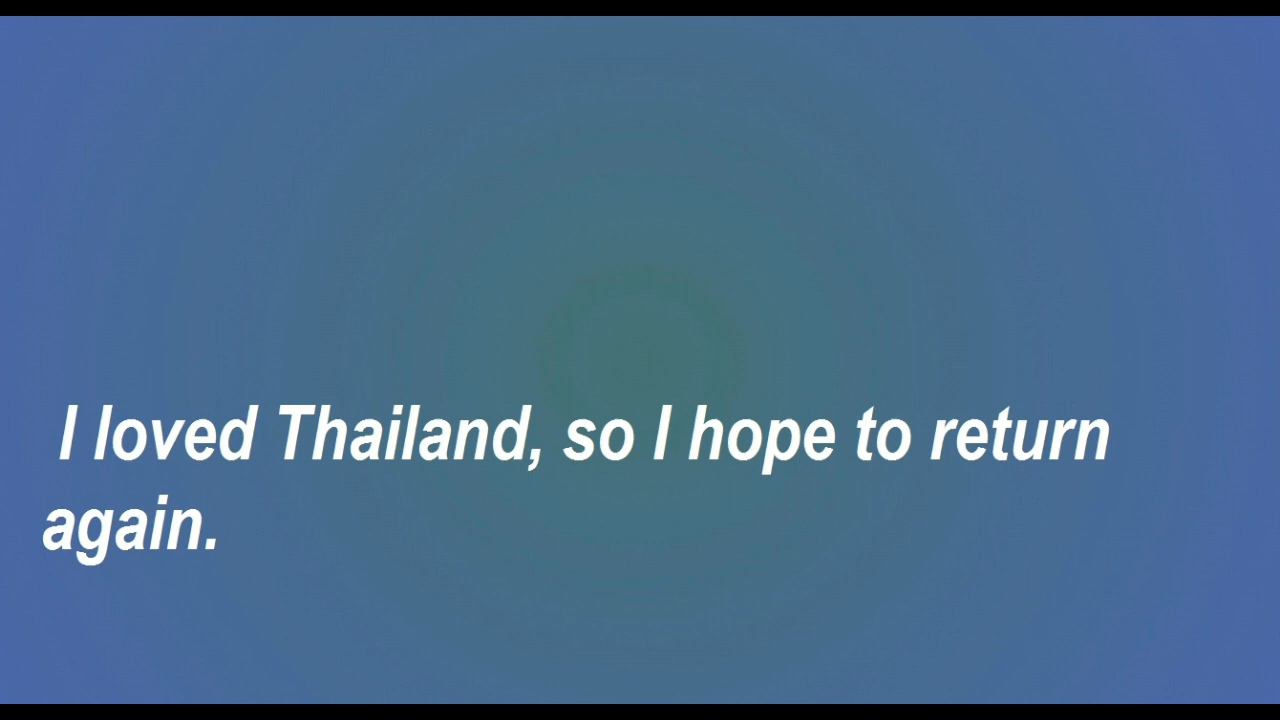 I loved Thailand, so I hope to return
again.